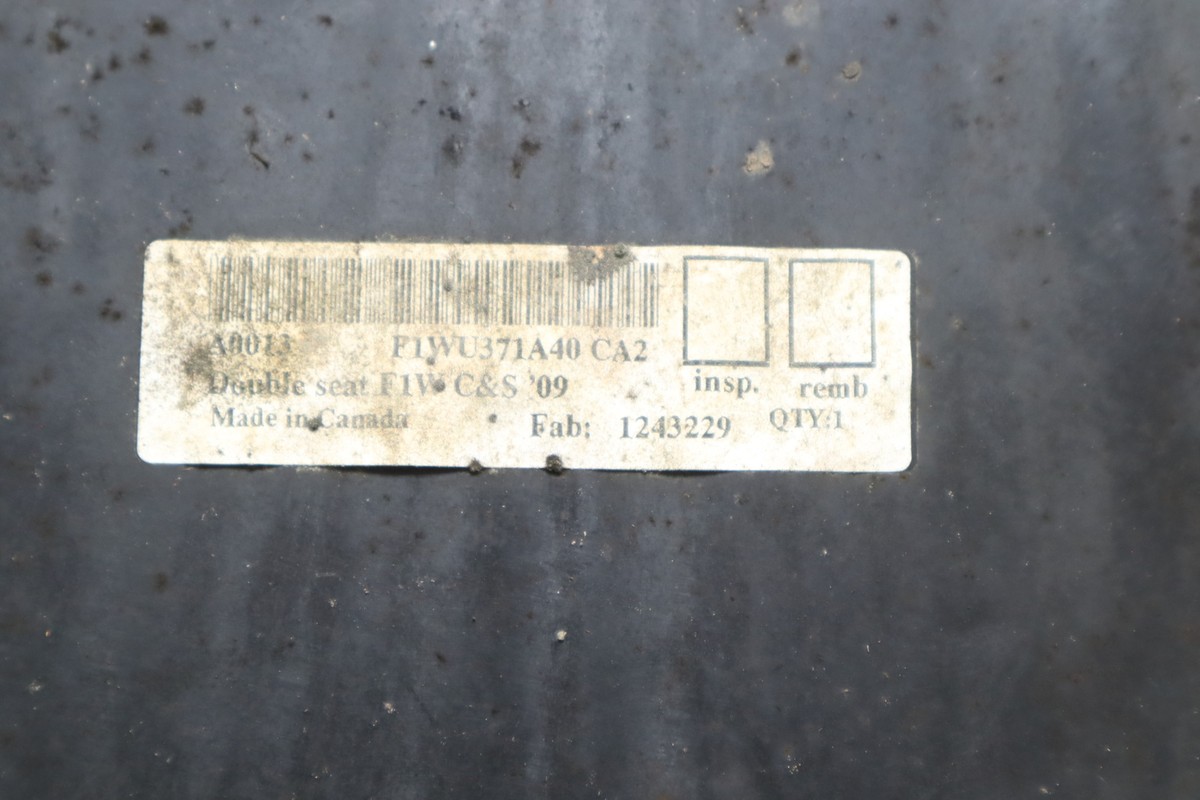 A0013 F1WU371A40 CA2
Double seat F1W C&S '09
insp. remb
Made in Canada Fab: 1243229 QTY:1